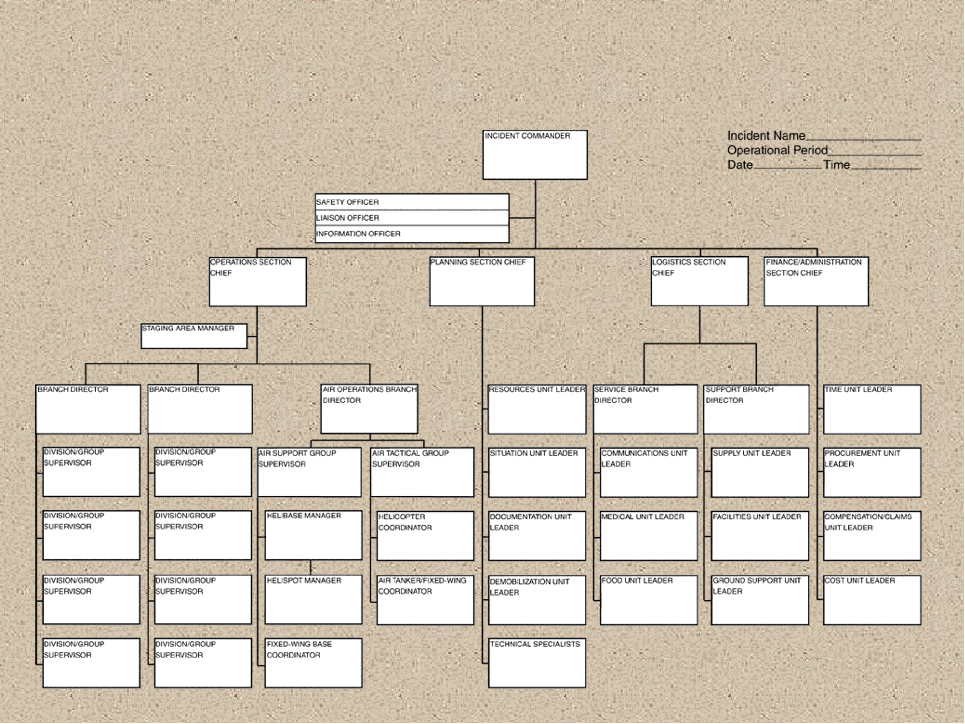 INCIDENT COMMANDER
Incident Name
Operational Period
Date Time
SAFETY OFFICER
LIAISON OFFICER
INFORMATION OFFICER
OPERATIONS SECTION
CHIEF
PLANNING SECTION CHIEF
LOGISTICS SECTION
CHIEF
FINANCE/ADMINISTRATION
SECTION CHIEF
STAGING AREA MANAGER
BRANCH DIRECTOR
BRANCH DIRECTOR
AIR OPERATIONS BRANCH
DIRECTOR
RESOURCES UNIT LEADER
SERVICE BRANCH
DIRECTOR
SUPPORT BRANCH
DIRECTOR
TIME UNIT LEADER
DIVISION/GROUP
SUPERVISOR
DIVISION/GROUP
SUPERVISOR
AIR SUPPORT GROUP
SUPERVISOR
AIR TACTICAL GROUP
SUPERVISOR
SITUATION UNIT LEADER
COMMUNICATIONS UNIT
LEADER
SUPPLY UNIT LEADER
PROCUREMENT UNIT
LEADER
DIVISION/GROUP
SUPERVISOR
DIVISION/GROUP
SUPERVISOR
HELIBASE MANAGER
HELICOPTER
COORDINATOR
DOCUMENTATION UNIT
LEADER
MEDICAL UNIT LEADER
FACILITIES UNIT LEADER
COMPENSATION/CLAIMS
UNIT LEADER
DIVISION/GROUP
SUPERVISOR
DIVISION/GROUP
SUPERVISOR
HELISPOT MANAGER
AIR TANKER/FIXED-WING
COORDINATOR
DEMOBILIZATION UNIT
LEADER
FOOD UNIT LEADER
GROUND SUPPORT UNIT
LEADER
COST UNIT LEADER
DIVISION/GROUP
SUPERVISOR
DIVISION/GROUP
SUPERVISOR
FIXED-WING BASE
COORDINATOR
TECHNICAL SPECIALISTS